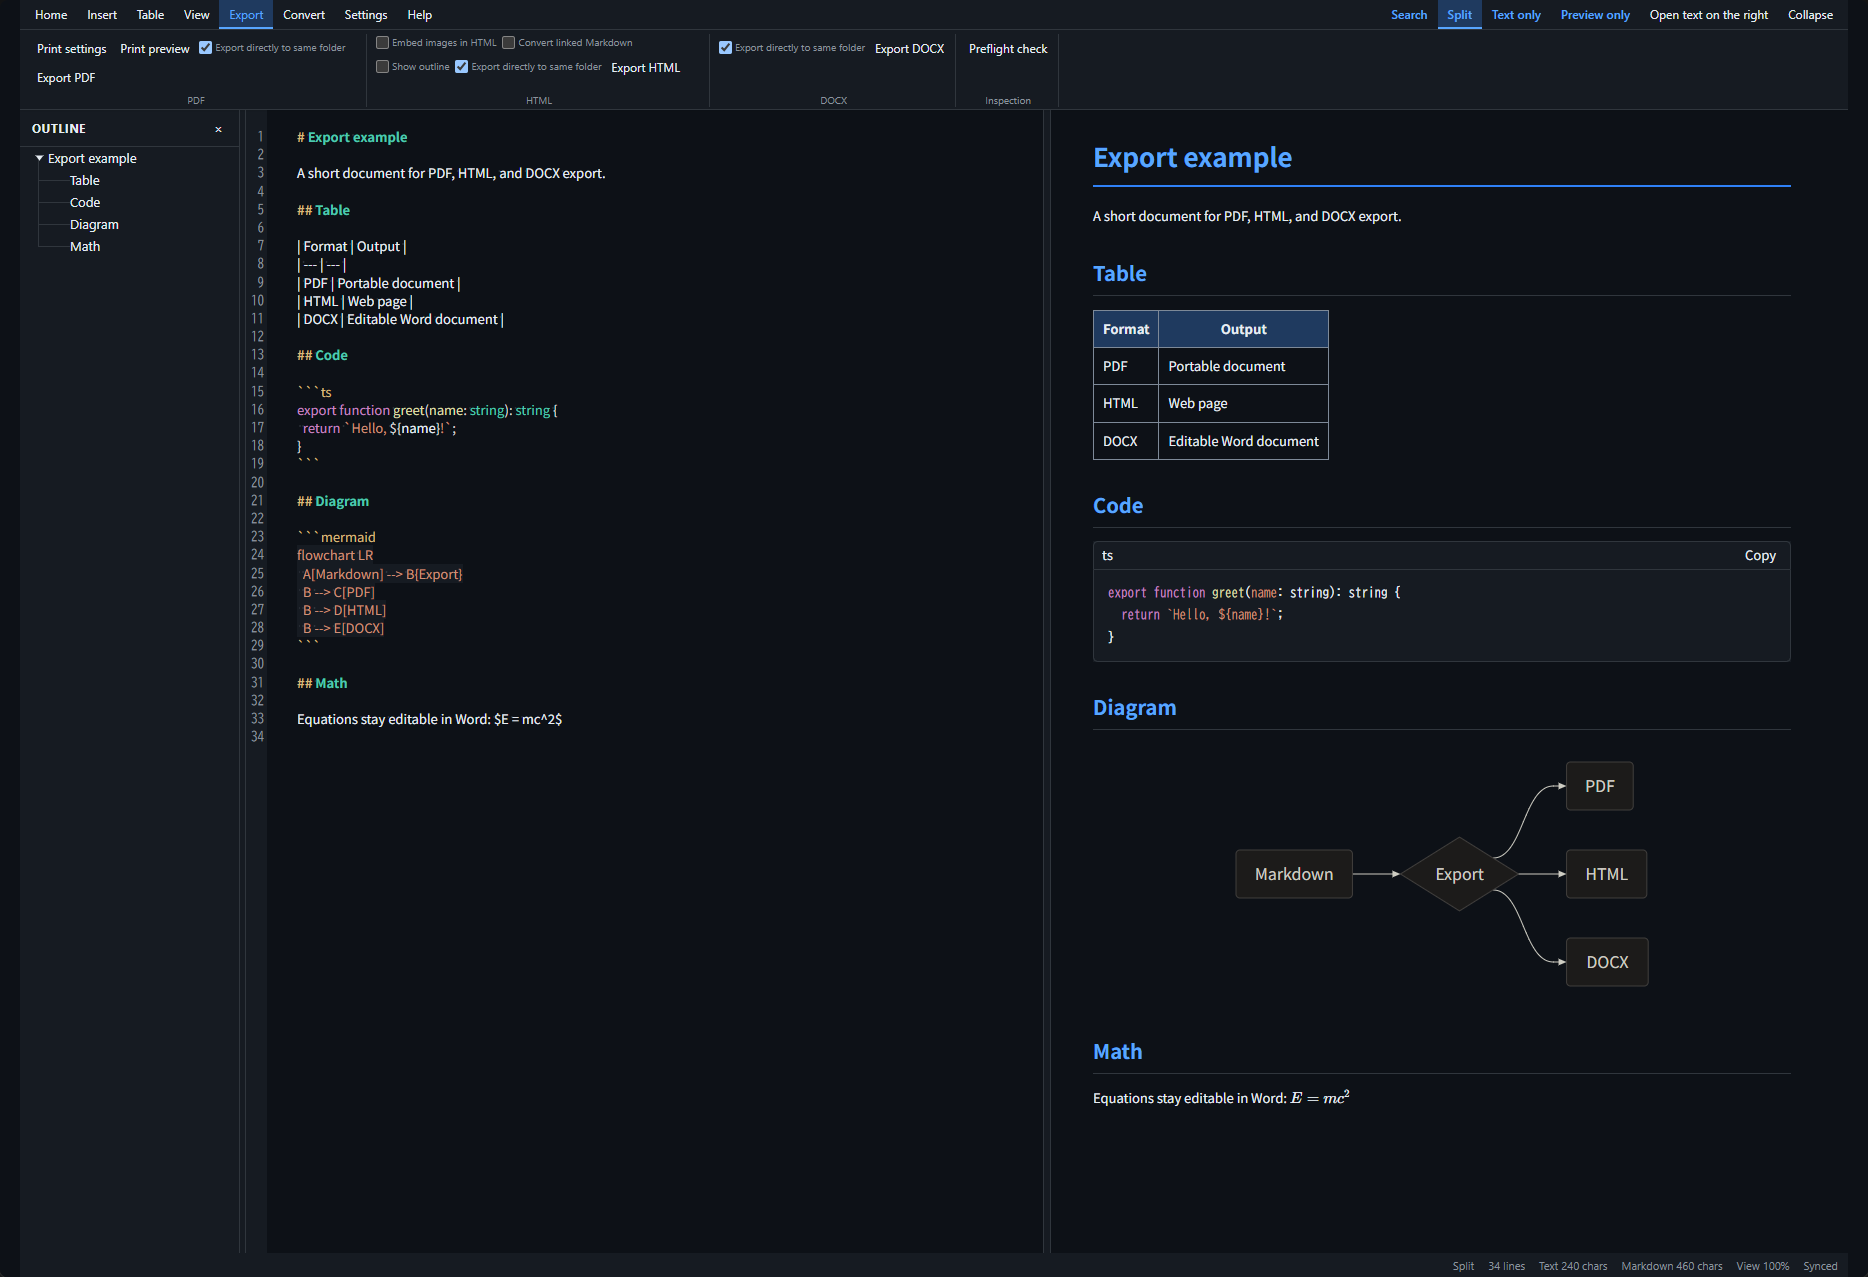 Home Insert Table View Export Convert Settings Help Search Split Text only Preview only Open text on the right Collapse
Print settings Print preview Export directly to same folder
Export PDF
PDF
Embed images in HTML Convert linked Markdown
Show outline Export directly to same folder Export HTML
HTML
Export directly to same folder Export DOCX
DOCX
Preflight check
Inspection
OUTLINE ×
Export example
Table
Code
Diagram
Math
1 # Export example
2
3 A short document for PDF, HTML, and DOCX export.
4
5 ## Table
6
7 | Format | Output |
8 | --- | --- |
9 | PDF | Portable document |
10 | HTML | Web page |
11 | DOCX | Editable Word document |
12
13 ## Code
14
15 ```ts
16 export function greet(name: string): string {
17   return `Hello, ${name}!`;
18 }
19 ```
20
21 ## Diagram
22
23 ```mermaid
24 flowchart LR
25   A[Markdown] --> B{Export}
26   B --> C[PDF]
27   B --> D[HTML]
28   B --> E[DOCX]
29 ```
30
31 ## Math
32
33 Equations stay editable in Word: $E = mc^2$
34
Export example
A short document for PDF, HTML, and DOCX export.
Table
Format Output
PDF Portable document
HTML Web page
DOCX Editable Word document
Code
ts Copy
export function greet(name: string): string {
  return `Hello, ${name}!`;
}
Diagram
PDF
Markdown Export HTML
DOCX
Math
Equations stay editable in Word: E = mc²
Split 34 lines Text 240 chars Markdown 460 chars View 100% Synced